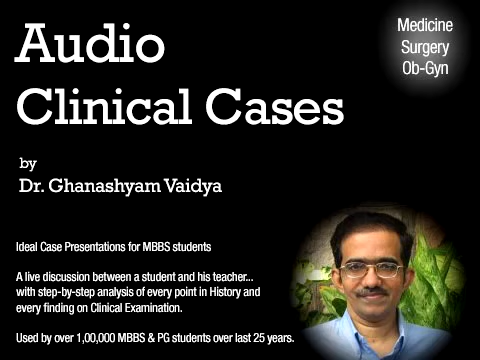 Audio
Clinical Cases
Medicine
Surgery
Ob-Gyn
by
Dr. Ghanashyam Vaidya
Ideal Case Presentations for MBBS students
A live discussion between a student and his teacher...
with step-by-step analysis of every point in History and
every finding on Clinical Examination.
Used by over 1,00,000 MBBS & PG students over last 25 years.